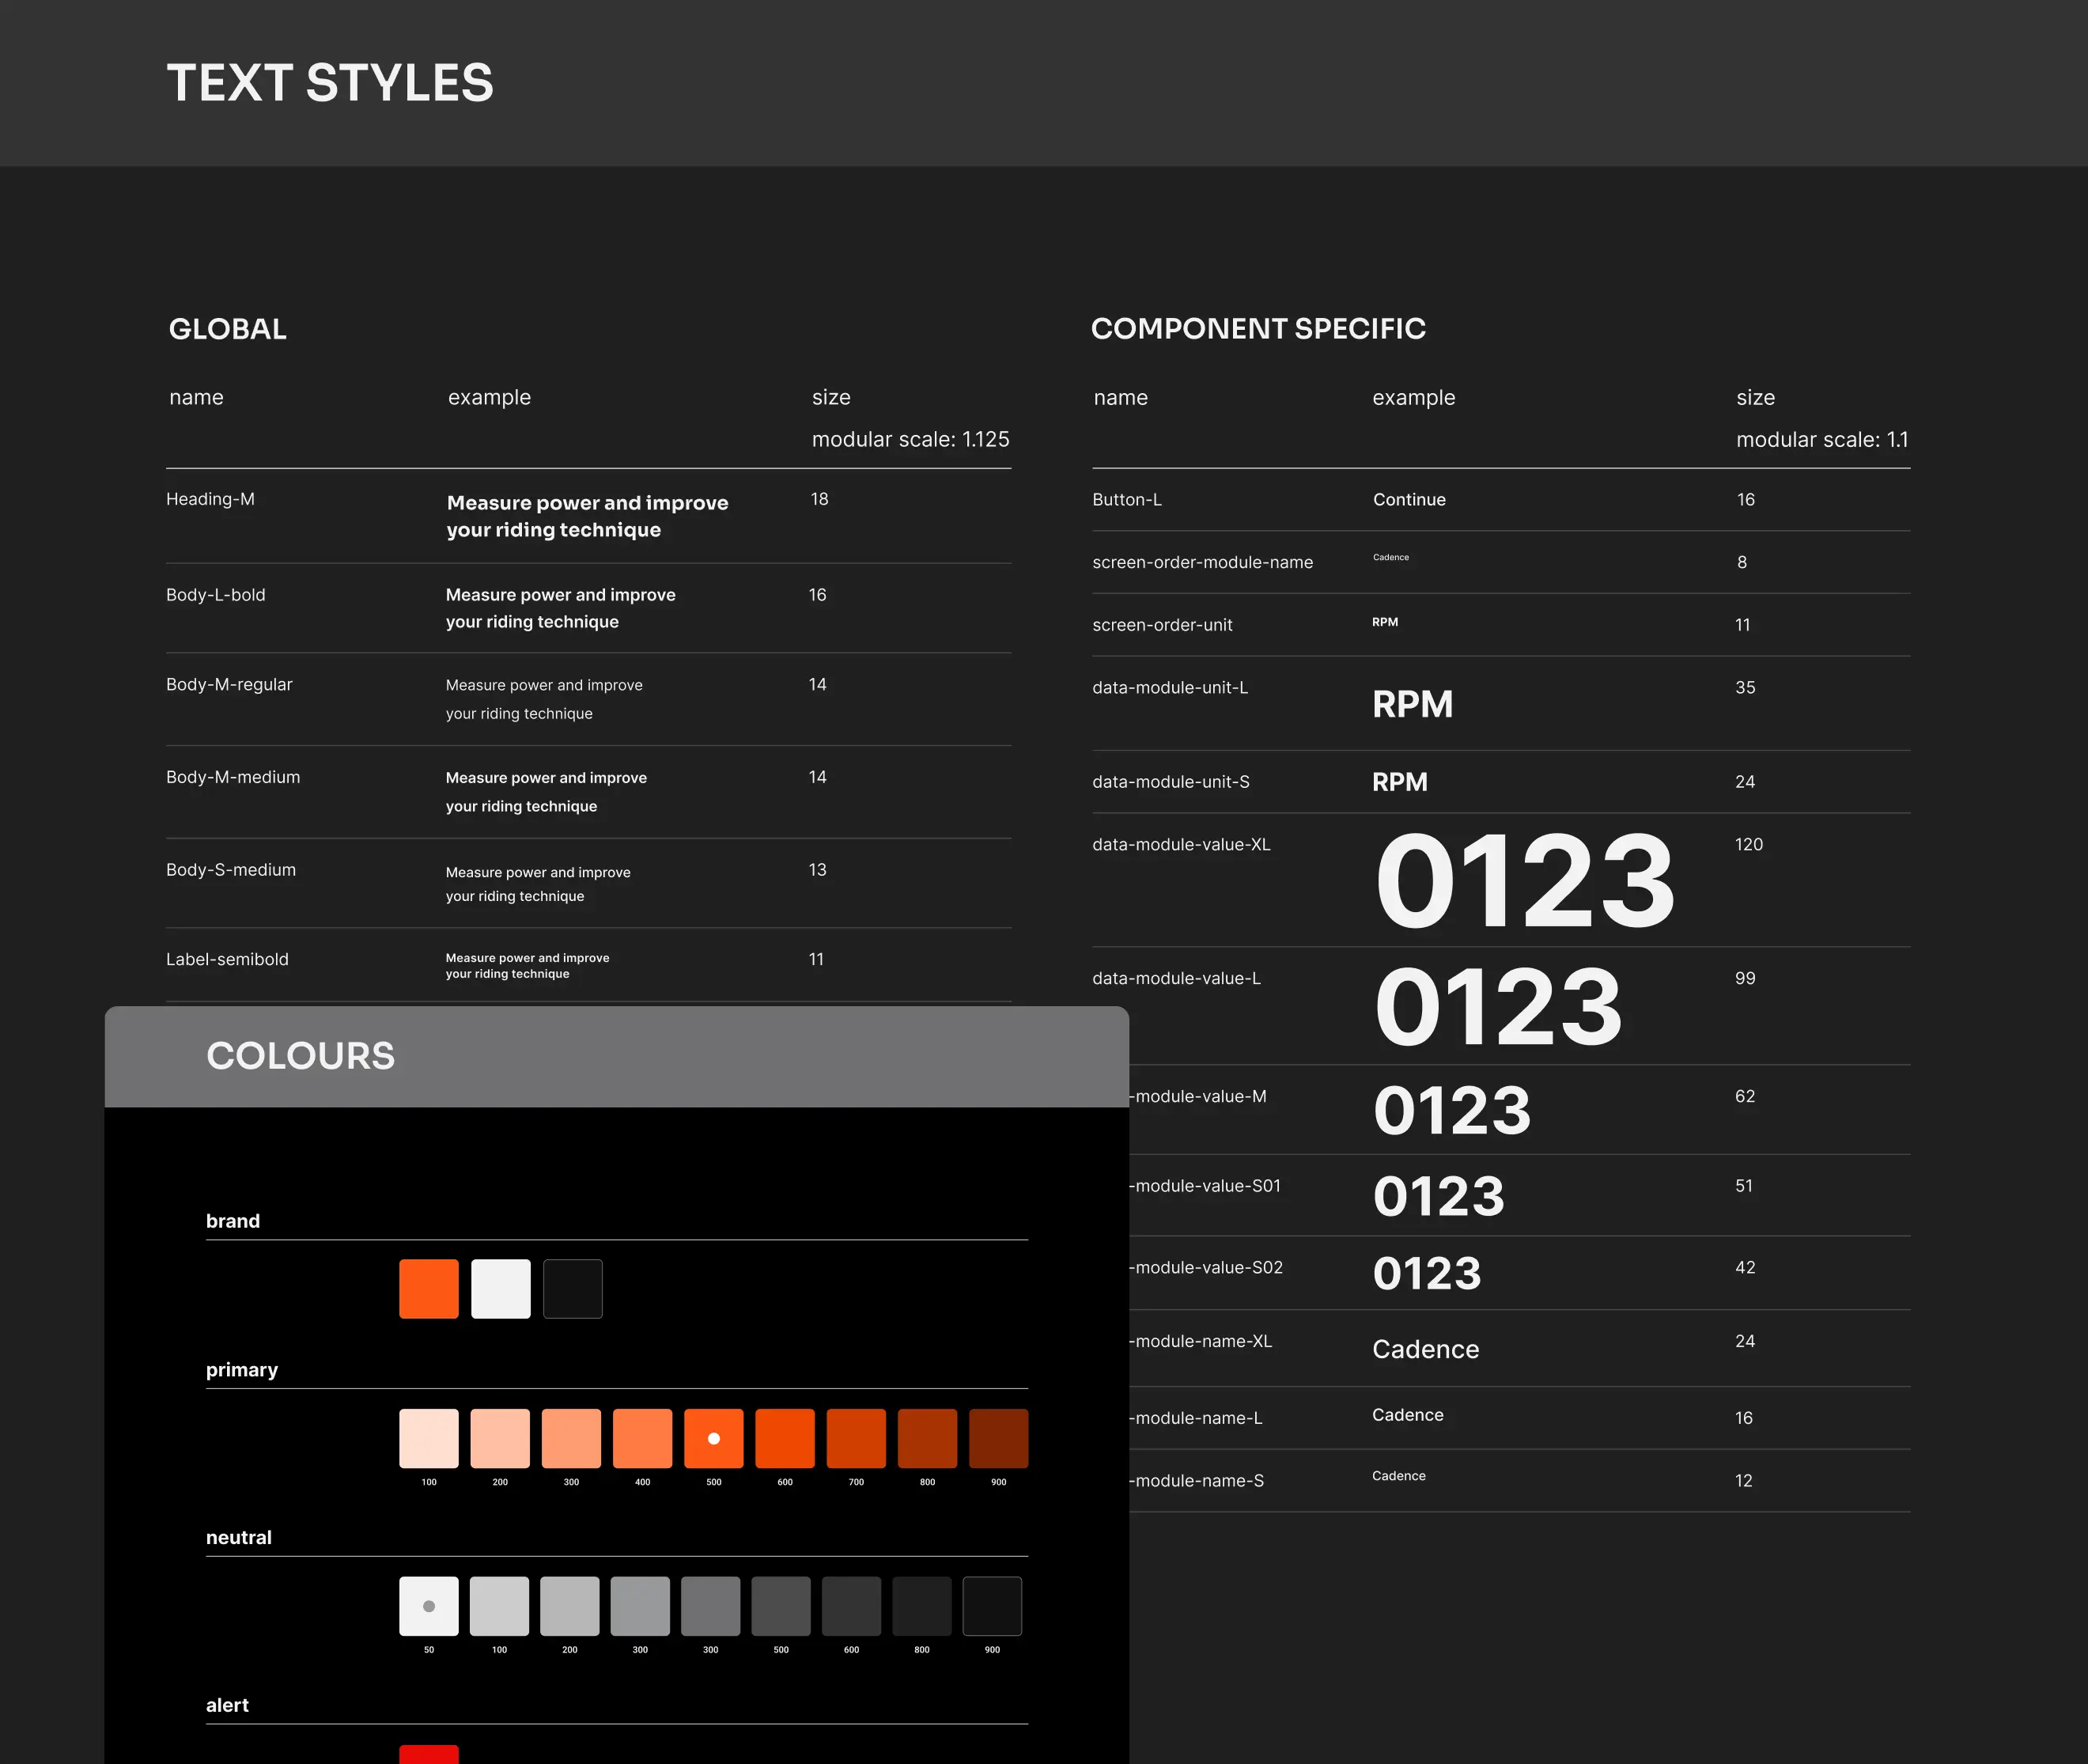 TEXT STYLES
GLOBAL
name example size
modular scale: 1.125
Heading-M Measure power and improve 18
your riding technique
Body-L-bold Measure power and improve 16
your riding technique
Body-M-regular Measure power and improve 14
your riding technique
Body-M-medium Measure power and improve 14
your riding technique
Body-S-medium Measure power and improve 13
your riding technique
Label-semibold Measure power and improve 11
your riding technique
COMPONENT SPECIFIC
name example size
modular scale: 1.1
Button-L Continue 16
screen-order-module-name Cadence 8
screen-order-unit RPM 11
data-module-unit-L RPM 35
data-module-unit-S RPM 24
data-module-value-XL 0123 120
data-module-value-L 0123 99
-module-value-M 0123 62
-module-value-S01 0123 51
-module-value-S02 0123 42
-module-name-XL Cadence 24
-module-name-L Cadence 16
-module-name-S Cadence 12
COLOURS
brand
primary
100 200 300 400 500 600 700 800 900
neutral
50 100 200 300 300 500 600 800 900
alert